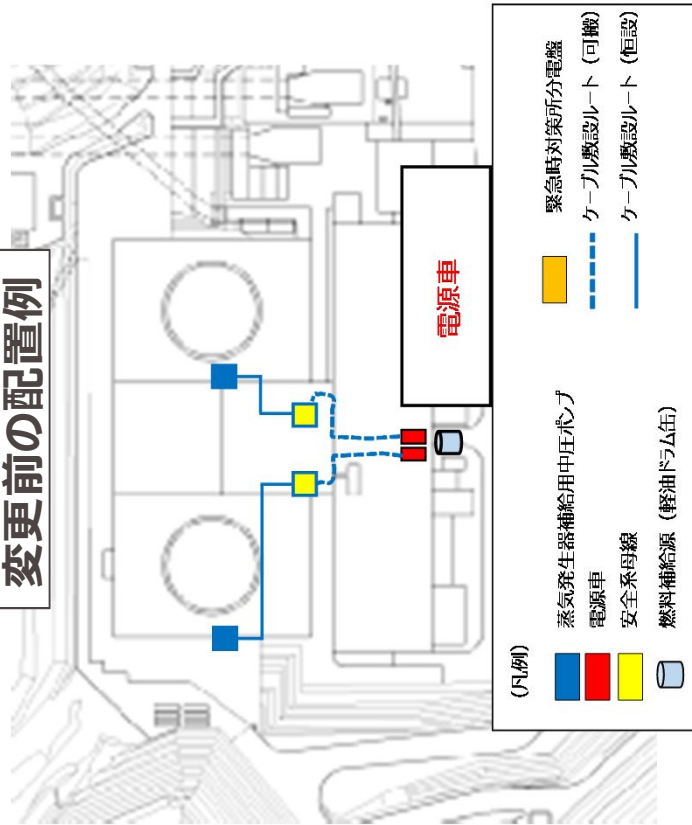 変更前の配置例
電源車
(凡例)
蒸気発生器補給用中圧ポンプ
電源車
安全系母線
燃料補給源 (軽油ドラム缶)
緊急時対策所分電盤
ケーブル敷設ルート (可搬)
ケーブル敷設ルート (恒設)